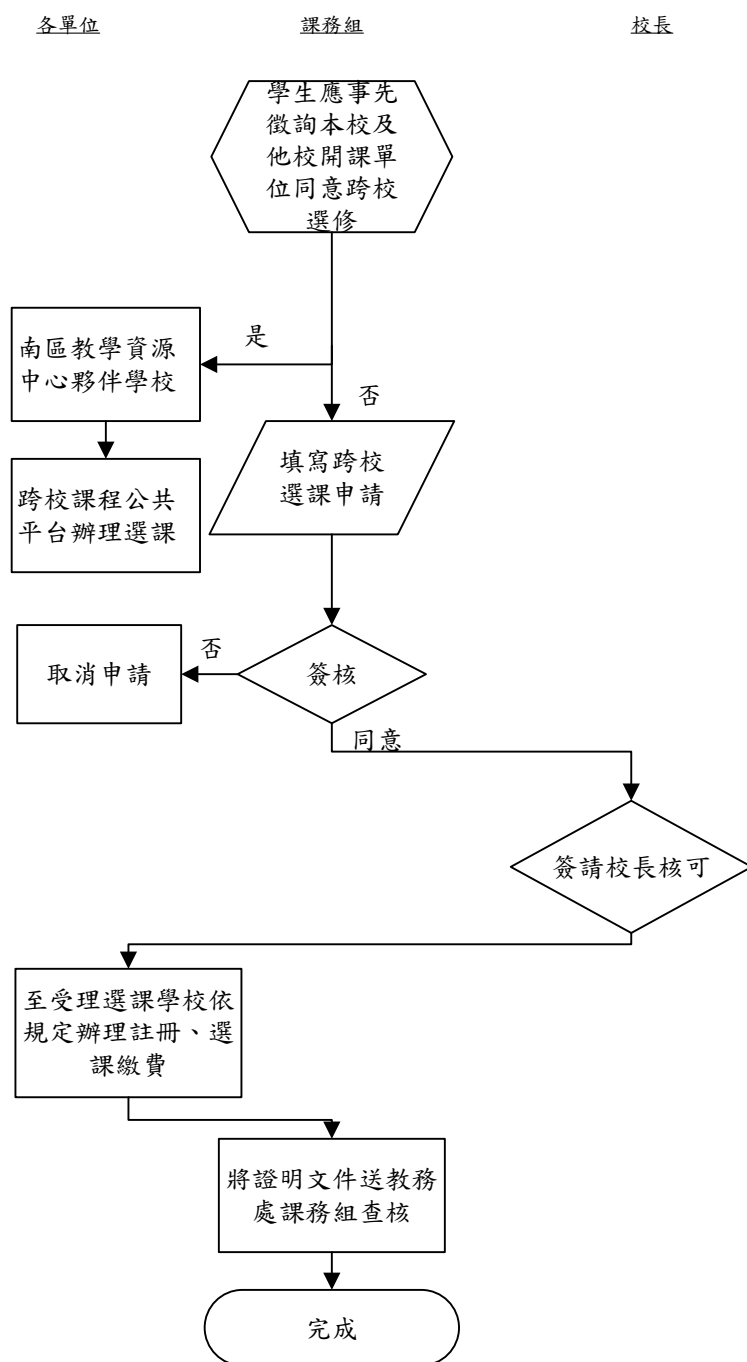 各單位
課務組
校長
學生應事先
徵詢本校及
他校開課單
位同意跨校
選修
是
南區教學資源
中心夥伴學校
否
填寫跨校
選課申請
跨校課程公共
平台辦理選課
否
取消申請
簽核
同意
簽請校長核可
至受理選課學校依
規定辦理註冊、選
課繳費
將證明文件送教務
處課務組查核
完成